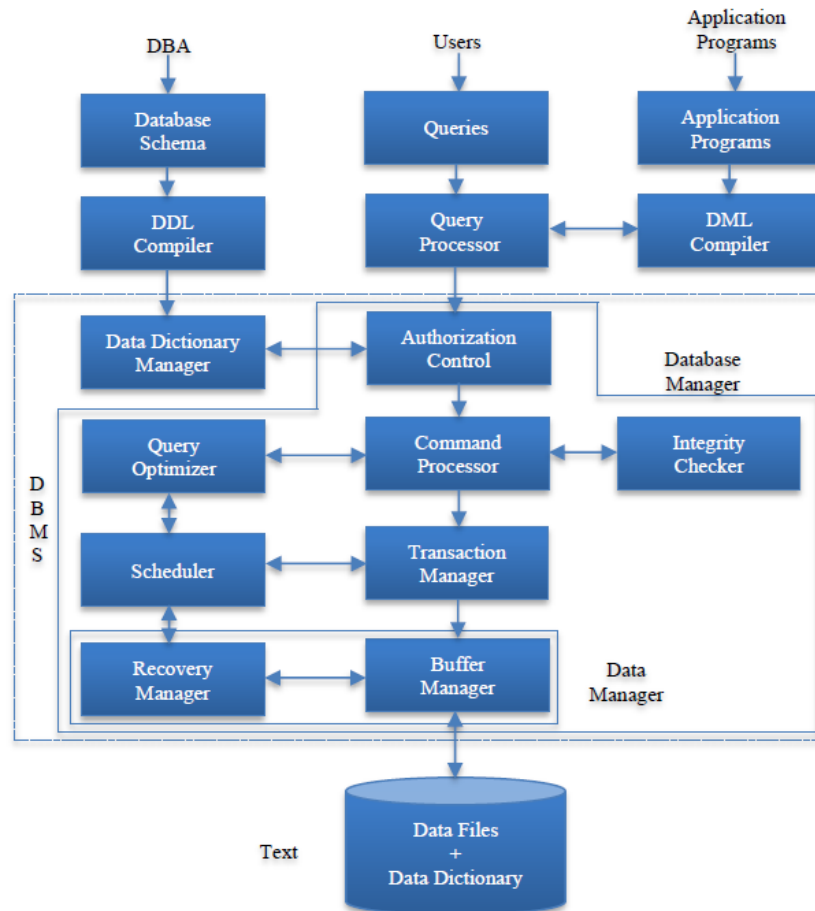 DBA
Users
Application
Programs
Database
Schema
Queries
Application
Programs
DDL
Compiler
Query
Processor
DML
Compiler
Data Dictionary
Manager
Authorization
Control
Database
Manager
Query
Optimizer
Command
Processor
Integrity
Checker
D
B
M
S
Scheduler
Transaction
Manager
Recovery
Manager
Buffer
Manager
Data
Manager
Text
Data Files
+
Data Dictionary